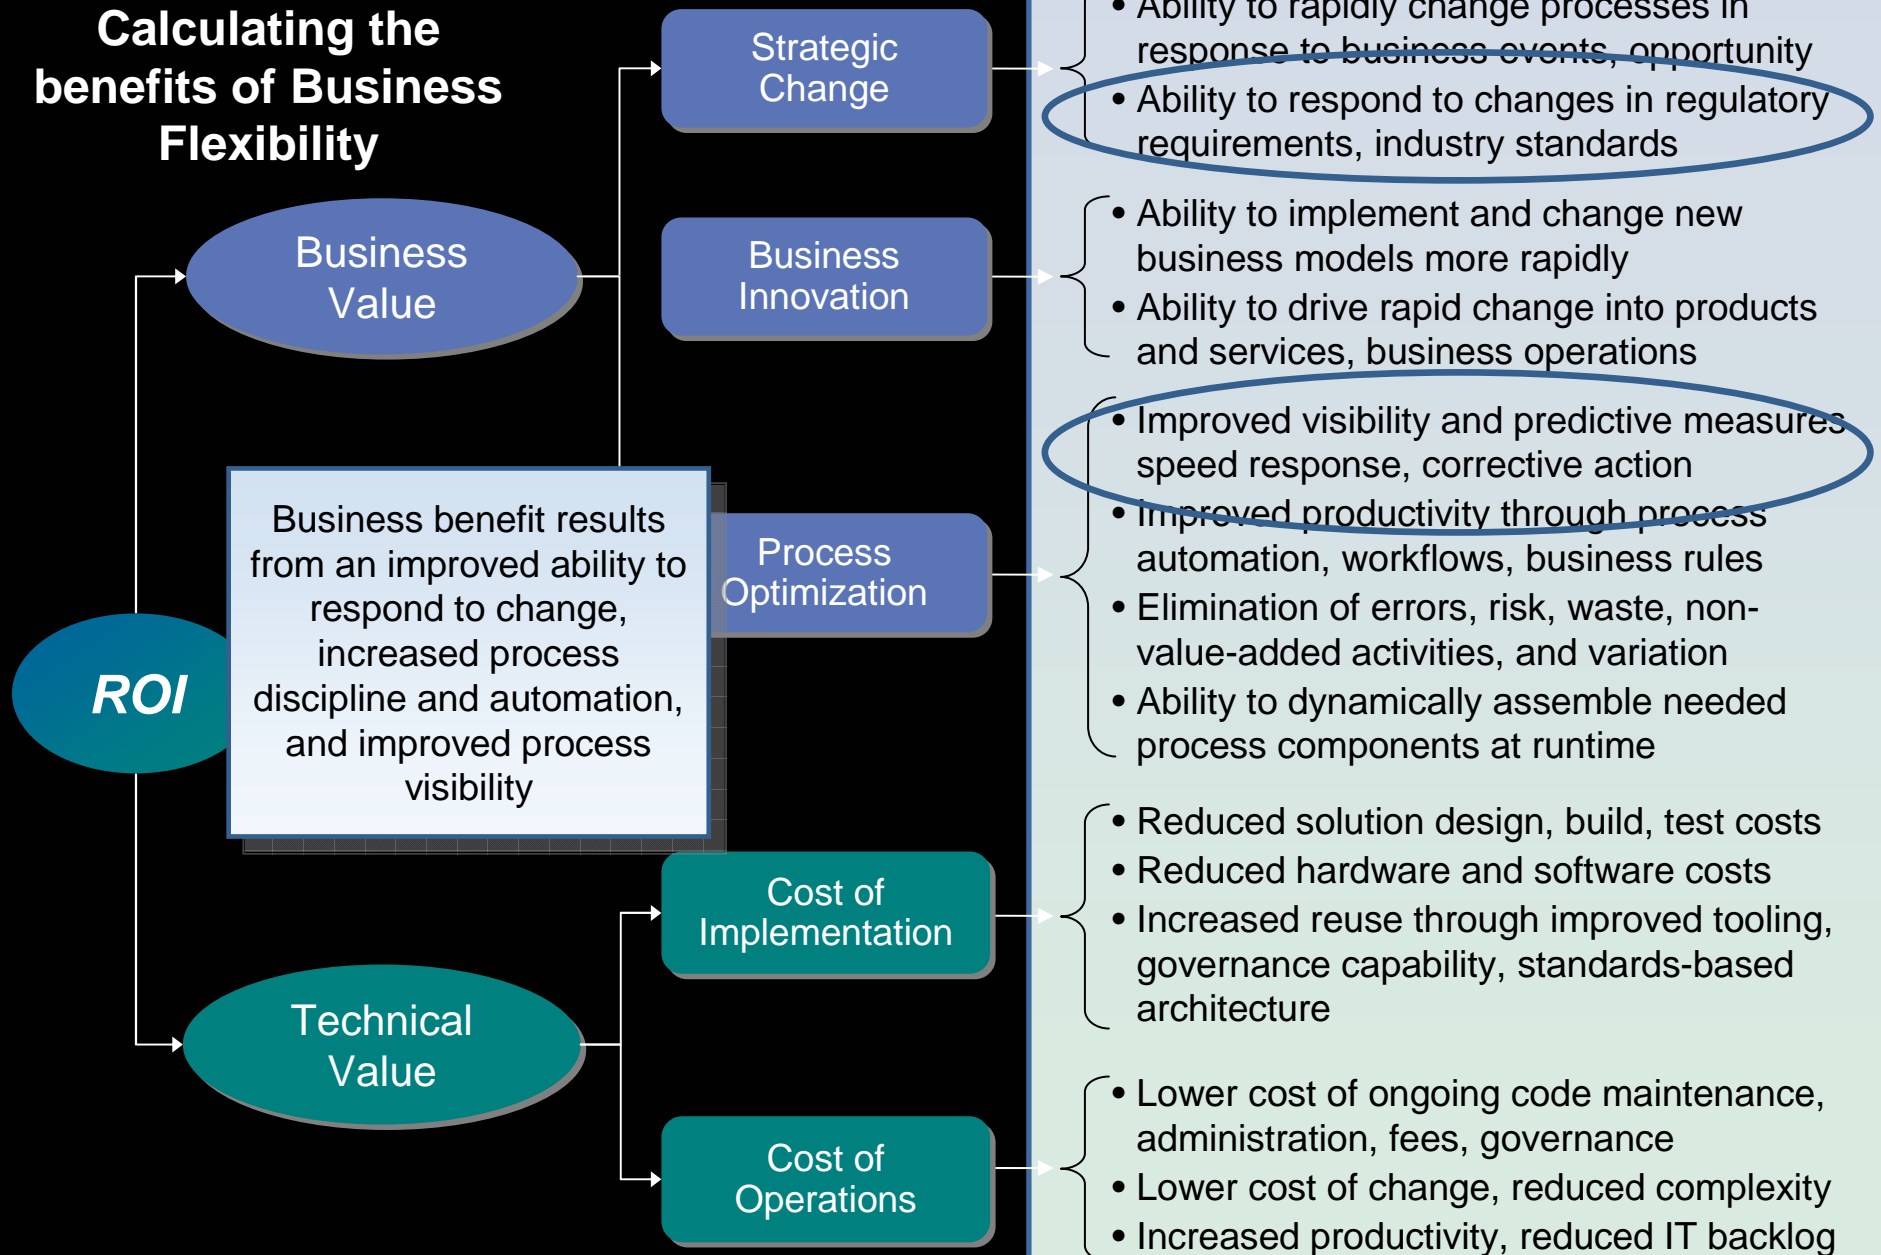 Calculating the
benefits of Business
Flexibility
Business
Value
ROI
Business benefit results
from an improved ability to
respond to change,
increased process
discipline and automation,
and improved process
visibility
Technical
Value
Strategic
Change
Business
Innovation
Process
Optimization
Cost of
Implementation
Cost of
Operations
• Ability to rapidly change processes in
response to business events, opportunity
• Ability to respond to changes in regulatory
requirements, industry standards
• Ability to implement and change new
business models more rapidly
• Ability to drive rapid change into products
and services, business operations
• Improved visibility and predictive measures
speed response, corrective action
• Improved productivity through process
automation, workflows, business rules
• Elimination of errors, risk, waste, non-
value-added activities, and variation
• Ability to dynamically assemble needed
process components at runtime
• Reduced solution design, build, test costs
• Reduced hardware and software costs
• Increased reuse through improved tooling,
governance capability, standards-based
architecture
• Lower cost of ongoing code maintenance,
administration, fees, governance
• Lower cost of change, reduced complexity
• Increased productivity, reduced IT backlog